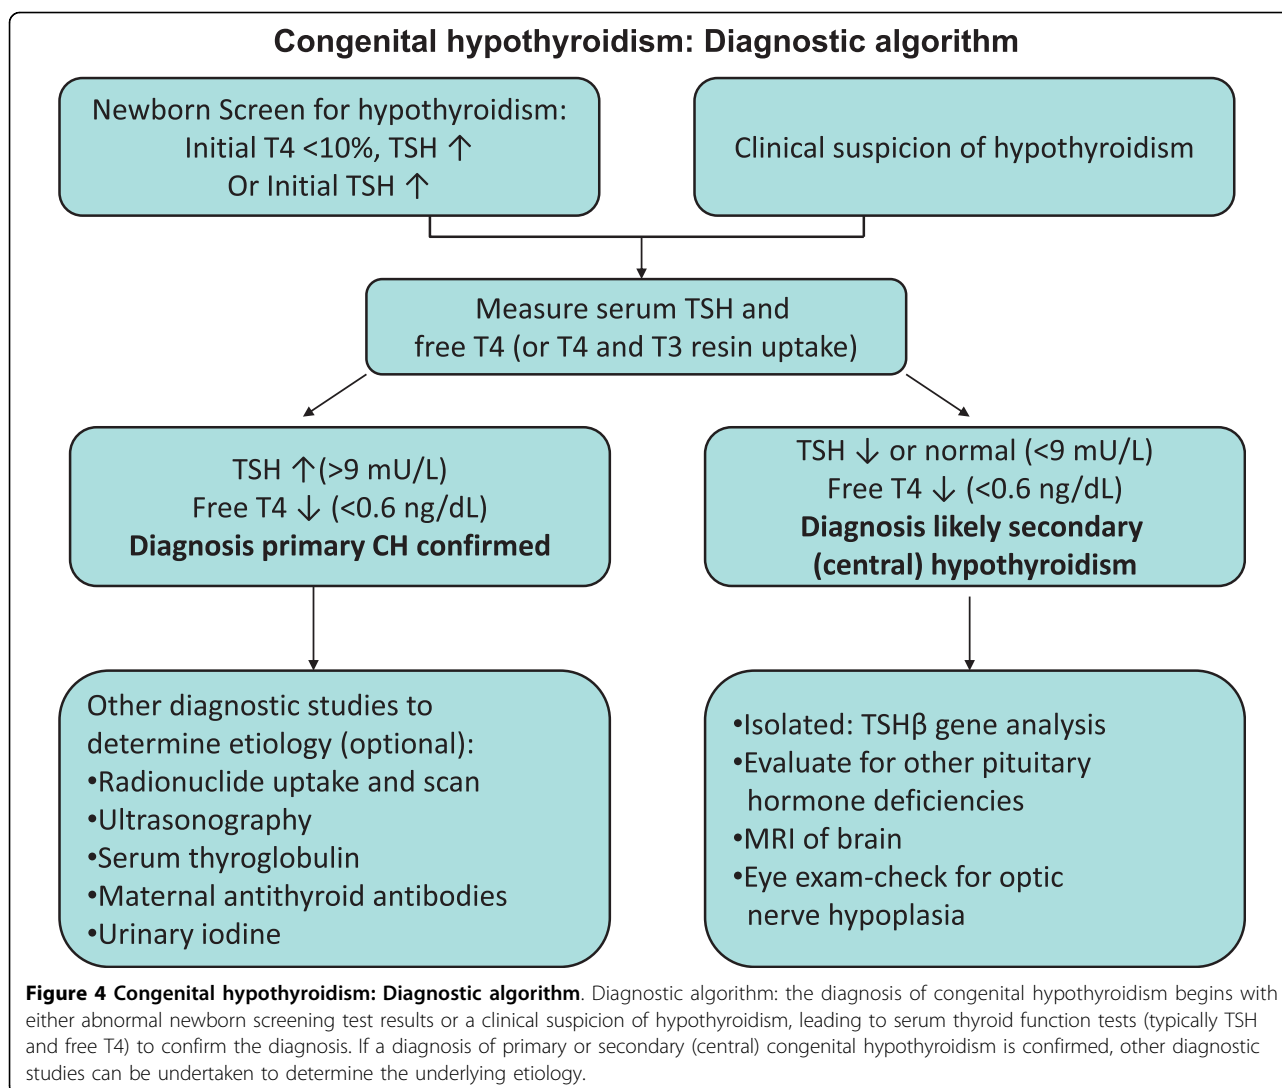 Congenital hypothyroidism: Diagnostic algorithm
Newborn Screen for hypothyroidism:
Initial T4 <10%, TSH ↑
Or Initial TSH ↑
Clinical suspicion of hypothyroidism
Measure serum TSH and
free T4 (or T4 and T3 resin uptake)
TSH ↑(>9 mU/L)
Free T4 ↓ (<0.6 ng/dL)
Diagnosis primary CH confirmed
TSH ↓ or normal (<9 mU/L)
Free T4 ↓ (<0.6 ng/dL)
Diagnosis likely secondary
(central) hypothyroidism
Other diagnostic studies to
determine etiology (optional):
•Radionuclide uptake and scan
•Ultrasonography
•Serum thyroglobulin
•Maternal antithyroid antibodies
•Urinary iodine
•Isolated: TSHβ gene analysis
•Evaluate for other pituitary
hormone deficiencies
•MRI of brain
•Eye exam-check for optic
nerve hypoplasia
Figure 4 Congenital hypothyroidism: Diagnostic algorithm. Diagnostic algorithm: the diagnosis of congenital hypothyroidism begins with
either abnormal newborn screening test results or a clinical suspicion of hypothyroidism, leading to serum thyroid function tests (typically TSH
and free T4) to confirm the diagnosis. If a diagnosis of primary or secondary (central) congenital hypothyroidism is confirmed, other diagnostic
studies can be undertaken to determine the underlying etiology.